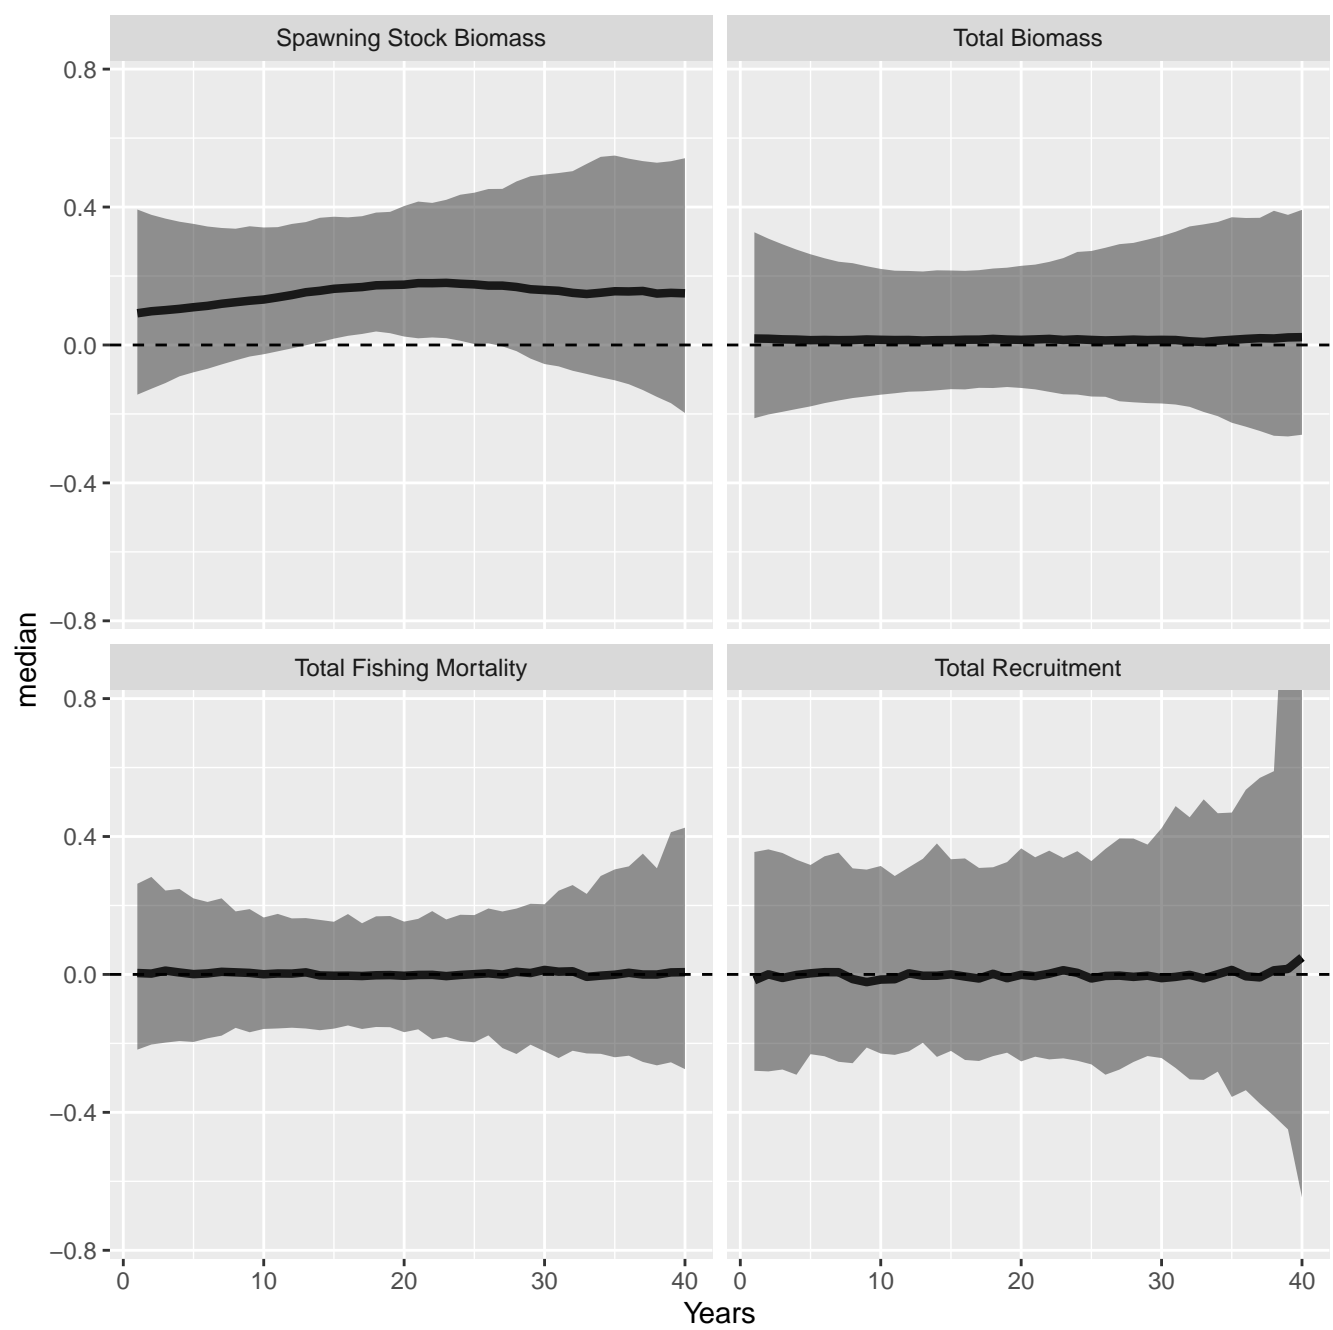 Spawning Stock Biomass
Total Biomass
0.8
0.4
0.0
−0.4
−0.8
Total Fishing Mortality
Total Recruitment
0.8
0.4
0.0
−0.4
−0.8
median
0 10 20 30 40
0 10 20 30 40
Years